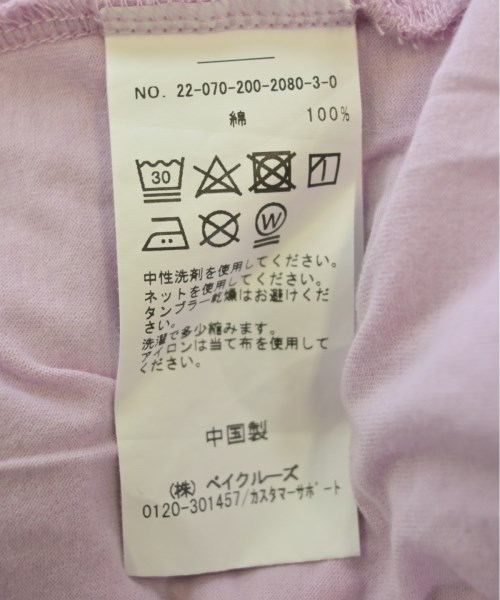 NO. 22-070-200-2080-3-0
綿 100%
30
W
中性洗剤を使用してください。
ネットを使用してください。
タンブラー乾燥はお避けくだ
さい。
洗濯で多少縮みます。
アイロンは当て布を使用して
ください。
中国製
(株) ベイクルーズ
0120-301457/カスタマーサポート